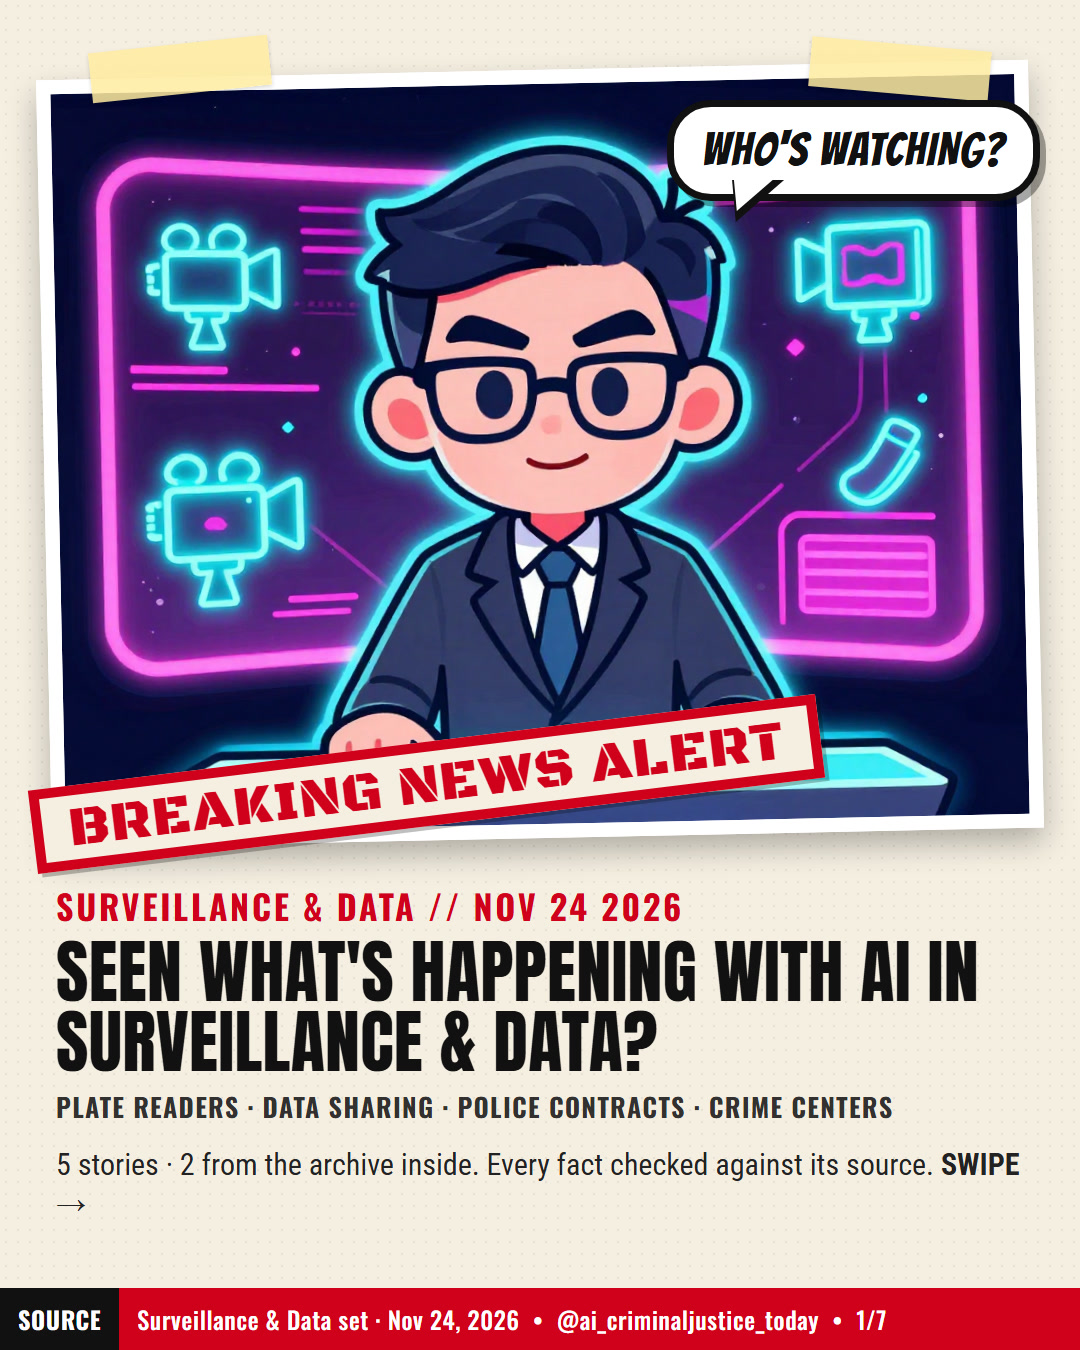 WHO'S WATCHING?
BREAKING NEWS ALERT
SURVEILLANCE & DATA // NOV 24 2026
SEEN WHAT'S HAPPENING WITH AI IN
SURVEILLANCE & DATA?
PLATE READERS · DATA SHARING · POLICE CONTRACTS · CRIME CENTERS
5 stories · 2 from the archive inside. Every fact checked against its source. SWIPE
→
SOURCE Surveillance & Data set · Nov 24, 2026 • @ai_criminaljustice_today • 1/7